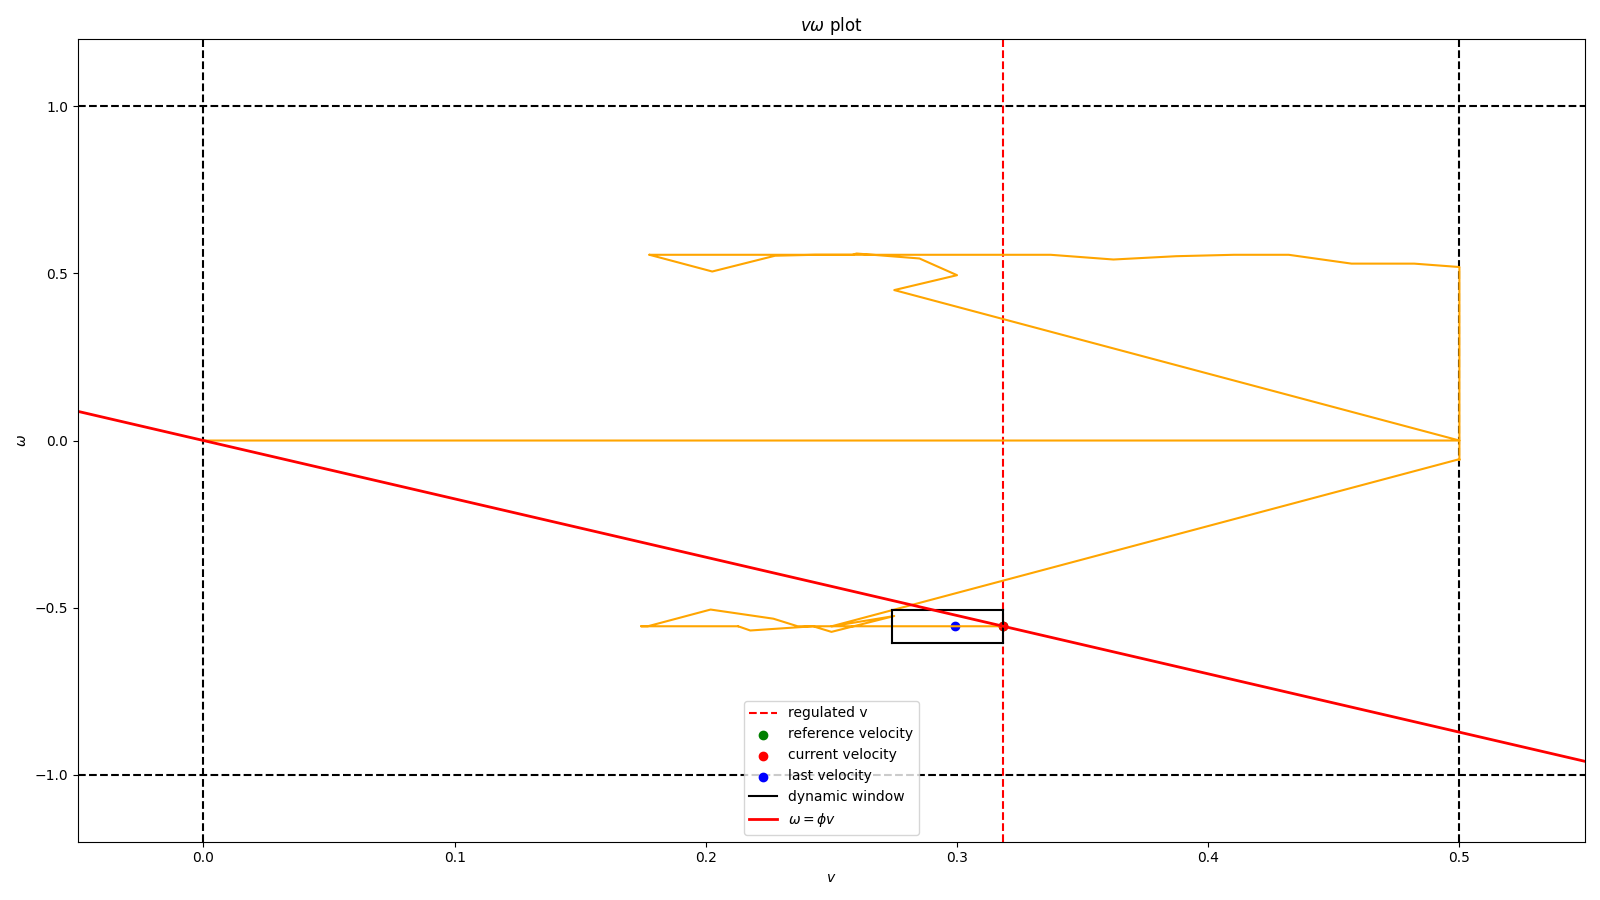 vω plot
ω
1.0
0.5
0.0
−0.5
−1.0
regulated v
reference velocity
current velocity
last velocity
dynamic window
ω = ϕv
0.0 0.1 0.2 0.3 0.4 0.5
v